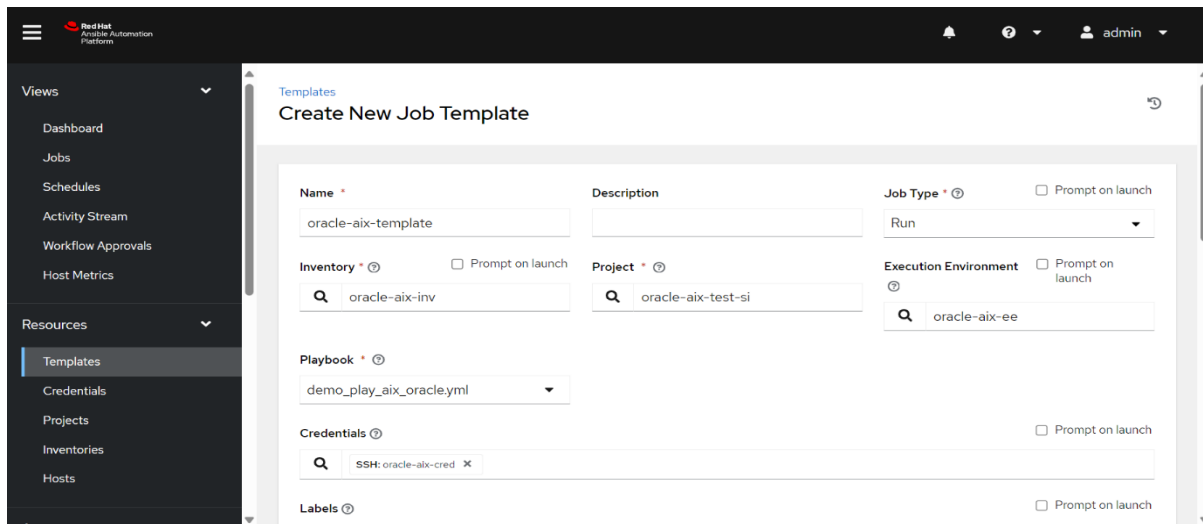 Red Hat
Ansible Automation
Platform
admin
Views
Dashboard
Jobs
Schedules
Activity Stream
Workflow Approvals
Host Metrics
Resources
Templates
Credentials
Projects
Inventories
Hosts
Templates
Create New Job Template
Name *
oracle-aix-template
Description
Job Type *
Prompt on launch
Run
Inventory *
Prompt on launch
oracle-aix-inv
Project *
oracle-aix-test-si
Execution Environment
Prompt on
launch
oracle-aix-ee
Playbook *
demo_play_aix_oracle.yml
Credentials
Prompt on launch
SSH: oracle-aix-cred
Labels
Prompt on launch